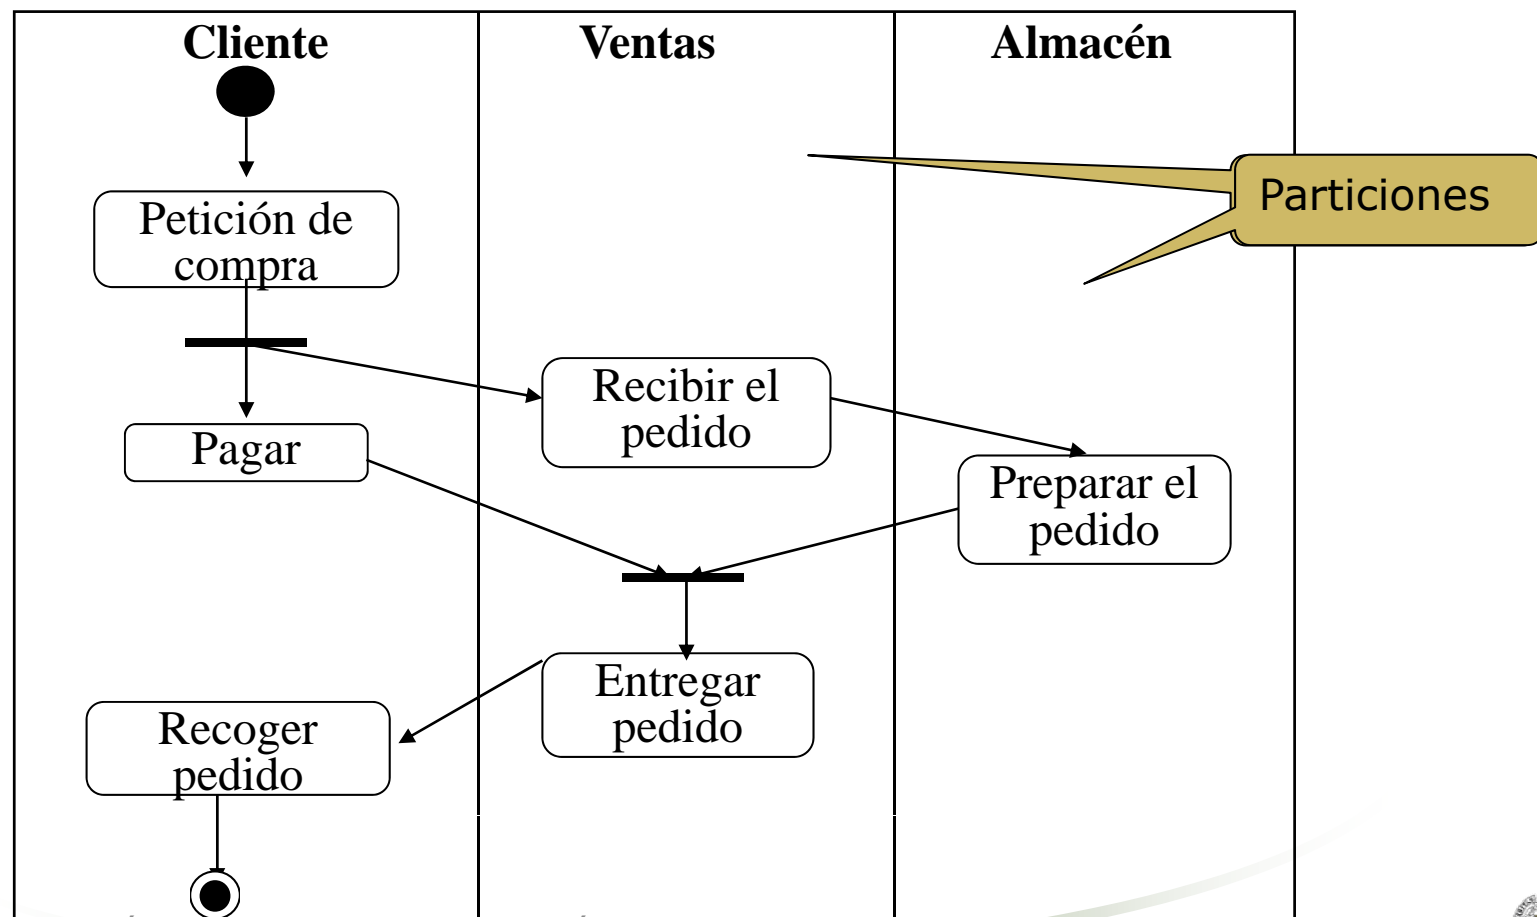 Cliente
Ventas
Almacén
Particiones
Petición de
compra
Recibir el
pedido
Pagar
Preparar el
pedido
Entregar
pedido
Recoger
pedido